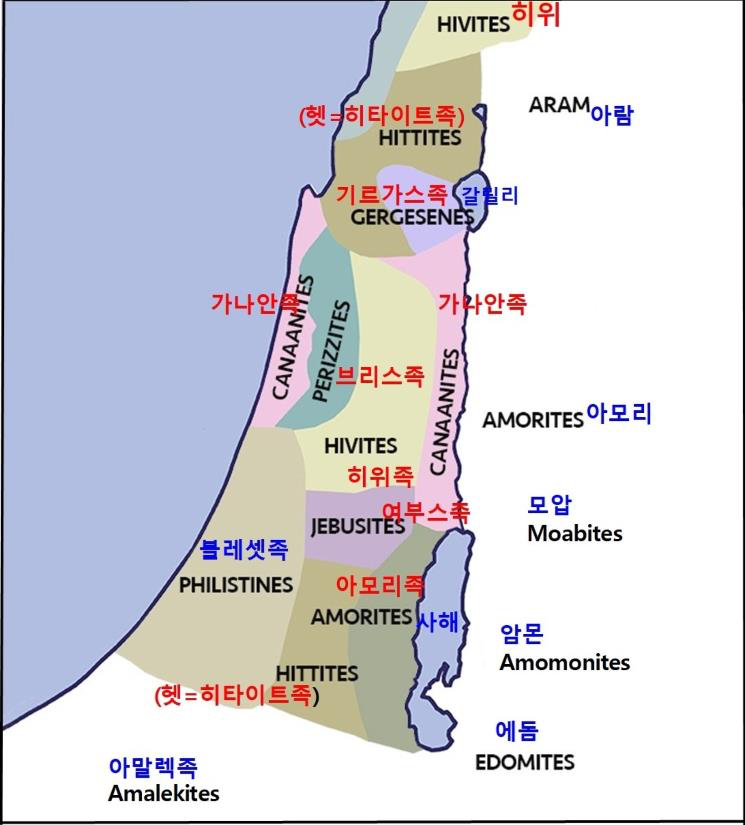 HIVITES 히위
ARAM 아람
(헷=히타이트족)
HITTITES
기르가스족
갈릴리
GERGESENES
가나안족
가나안족
CANAANITES
PERIZZITES
브리스족
CANAANITES
AMORITES 아모리
HIVITES
히위족
여부스족
JEBUSITES
모압
Moabites
블레셋족
PHILISTINES
아모리족
AMORITES
사해
암몬
Amomonites
HITTITES
(헷=히타이트족)
에돔
EDOMITES
아말렉족
Amalekites